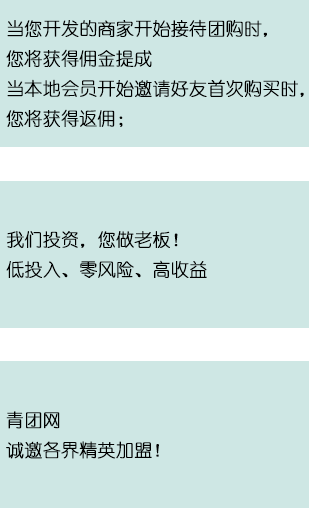 当您开发的商家开始接待团购时，
您将获得佣金提成
当本地会员开始邀请好友首次购买时，
您将获得返佣；
我们投资，您做老板！
低投入、零风险、高收益
青团网
诚邀各界精英加盟！